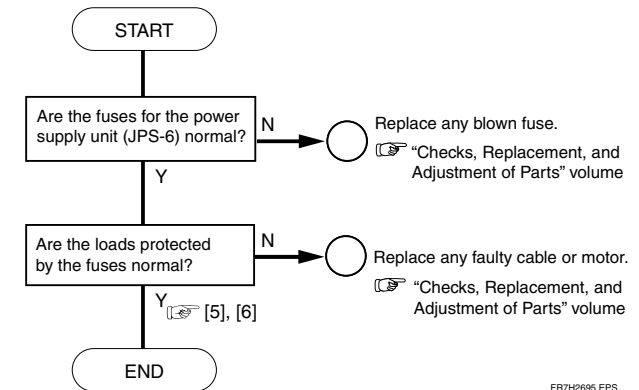 START
Are the fuses for the power
supply unit (JPS-6) normal?
N
Replace any blown fuse.
"Checks, Replacement, and
Adjustment of Parts" volume
Y
Are the loads protected
by the fuses normal?
N
Replace any faulty cable or motor.
"Checks, Replacement, and
Adjustment of Parts" volume
Y
[5], [6]
END
FR7H2695.EPS